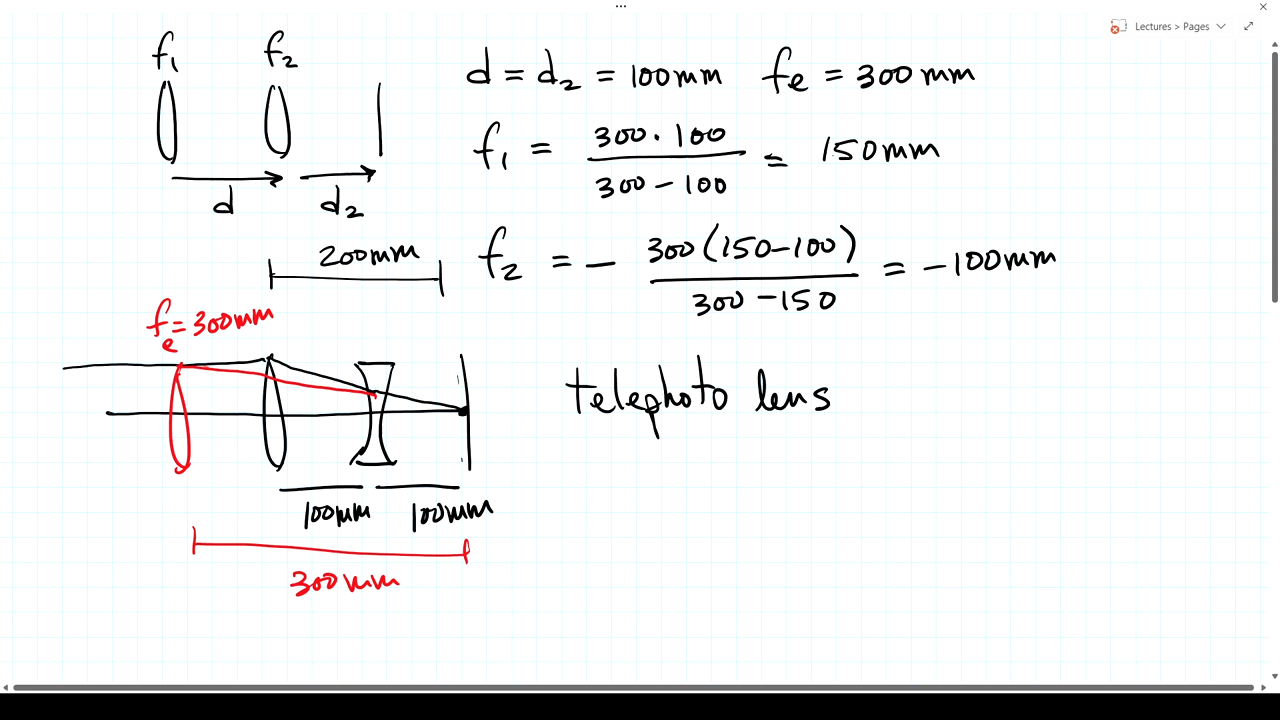 ...
Lectures > Pages
f₁ f₂
d d₂
d = d₂ = 100mm fₑ = 300mm
f₁ = 300 · 100 / 300 - 100 = 150mm
f₂ = - 300(150-100) / 300 - 150 = -100mm
200mm
fₑ = 300mm
telephoto lens
100mm 100mm
300mm